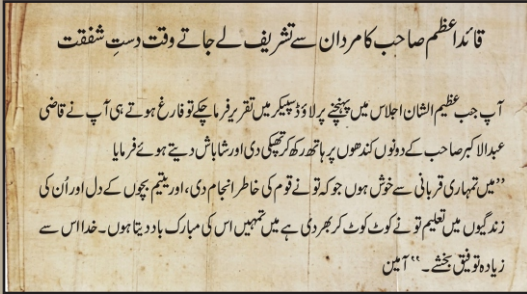 قائد اعظم صاحب کا مردان سے تشریف لے جاتے وقت دستِ شفقت
آپ جب عظیم الشان اجلاس میں پہنچنے پر لاؤڈ سپیکر میں تقریر فرما چکے تو فارغ ہوتے ہی آپ نے قاضی
عبدالاکبر صاحب کے دونوں کندھوں پر ہاتھ رکھ کر تھپکی دی اور شاباش دیتے ہوئے فرمایا
”میں تمہاری قربانی سے خوش ہوں جو کہ تو نے قوم کی خاطر انجام دی، اور یتیم بچوں کے دل اور اُن کی
زندگیوں میں تعلیم تو نے کوٹ کوٹ کر بھر دی ہے میں تمہیں اس کی مبارک باد دیتا ہوں۔ خدا اس سے
زیادہ توفیق بخشے۔“ آمین